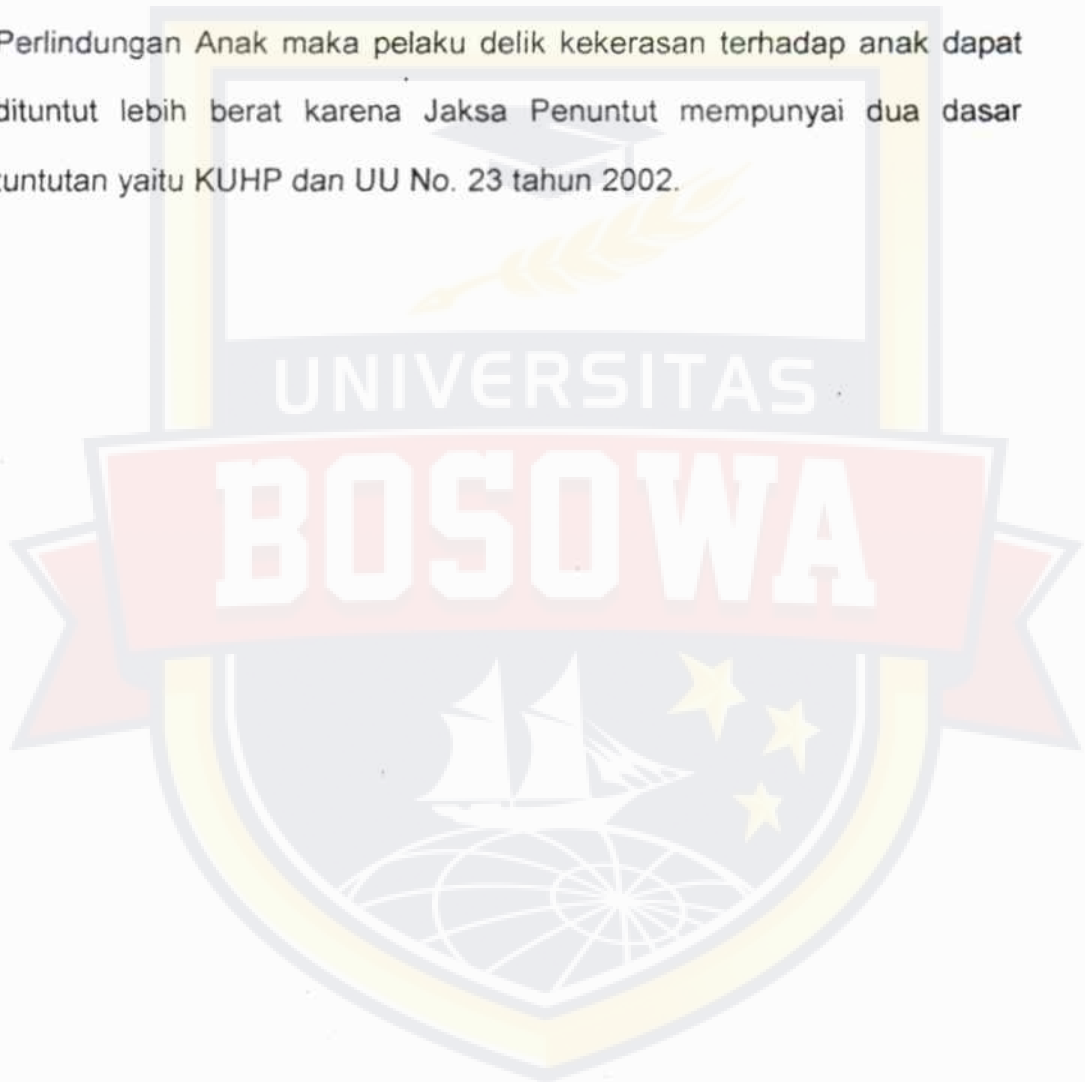 Perlindungan Anak maka pelaku delik kekerasan terhadap anak dapat
dituntut lebih berat karena Jaksa Penuntut mempunyai dua dasar
tuntutan yaitu KUHP dan UU No. 23 tahun 2002.
UNIVERSITAS
BOSOWA